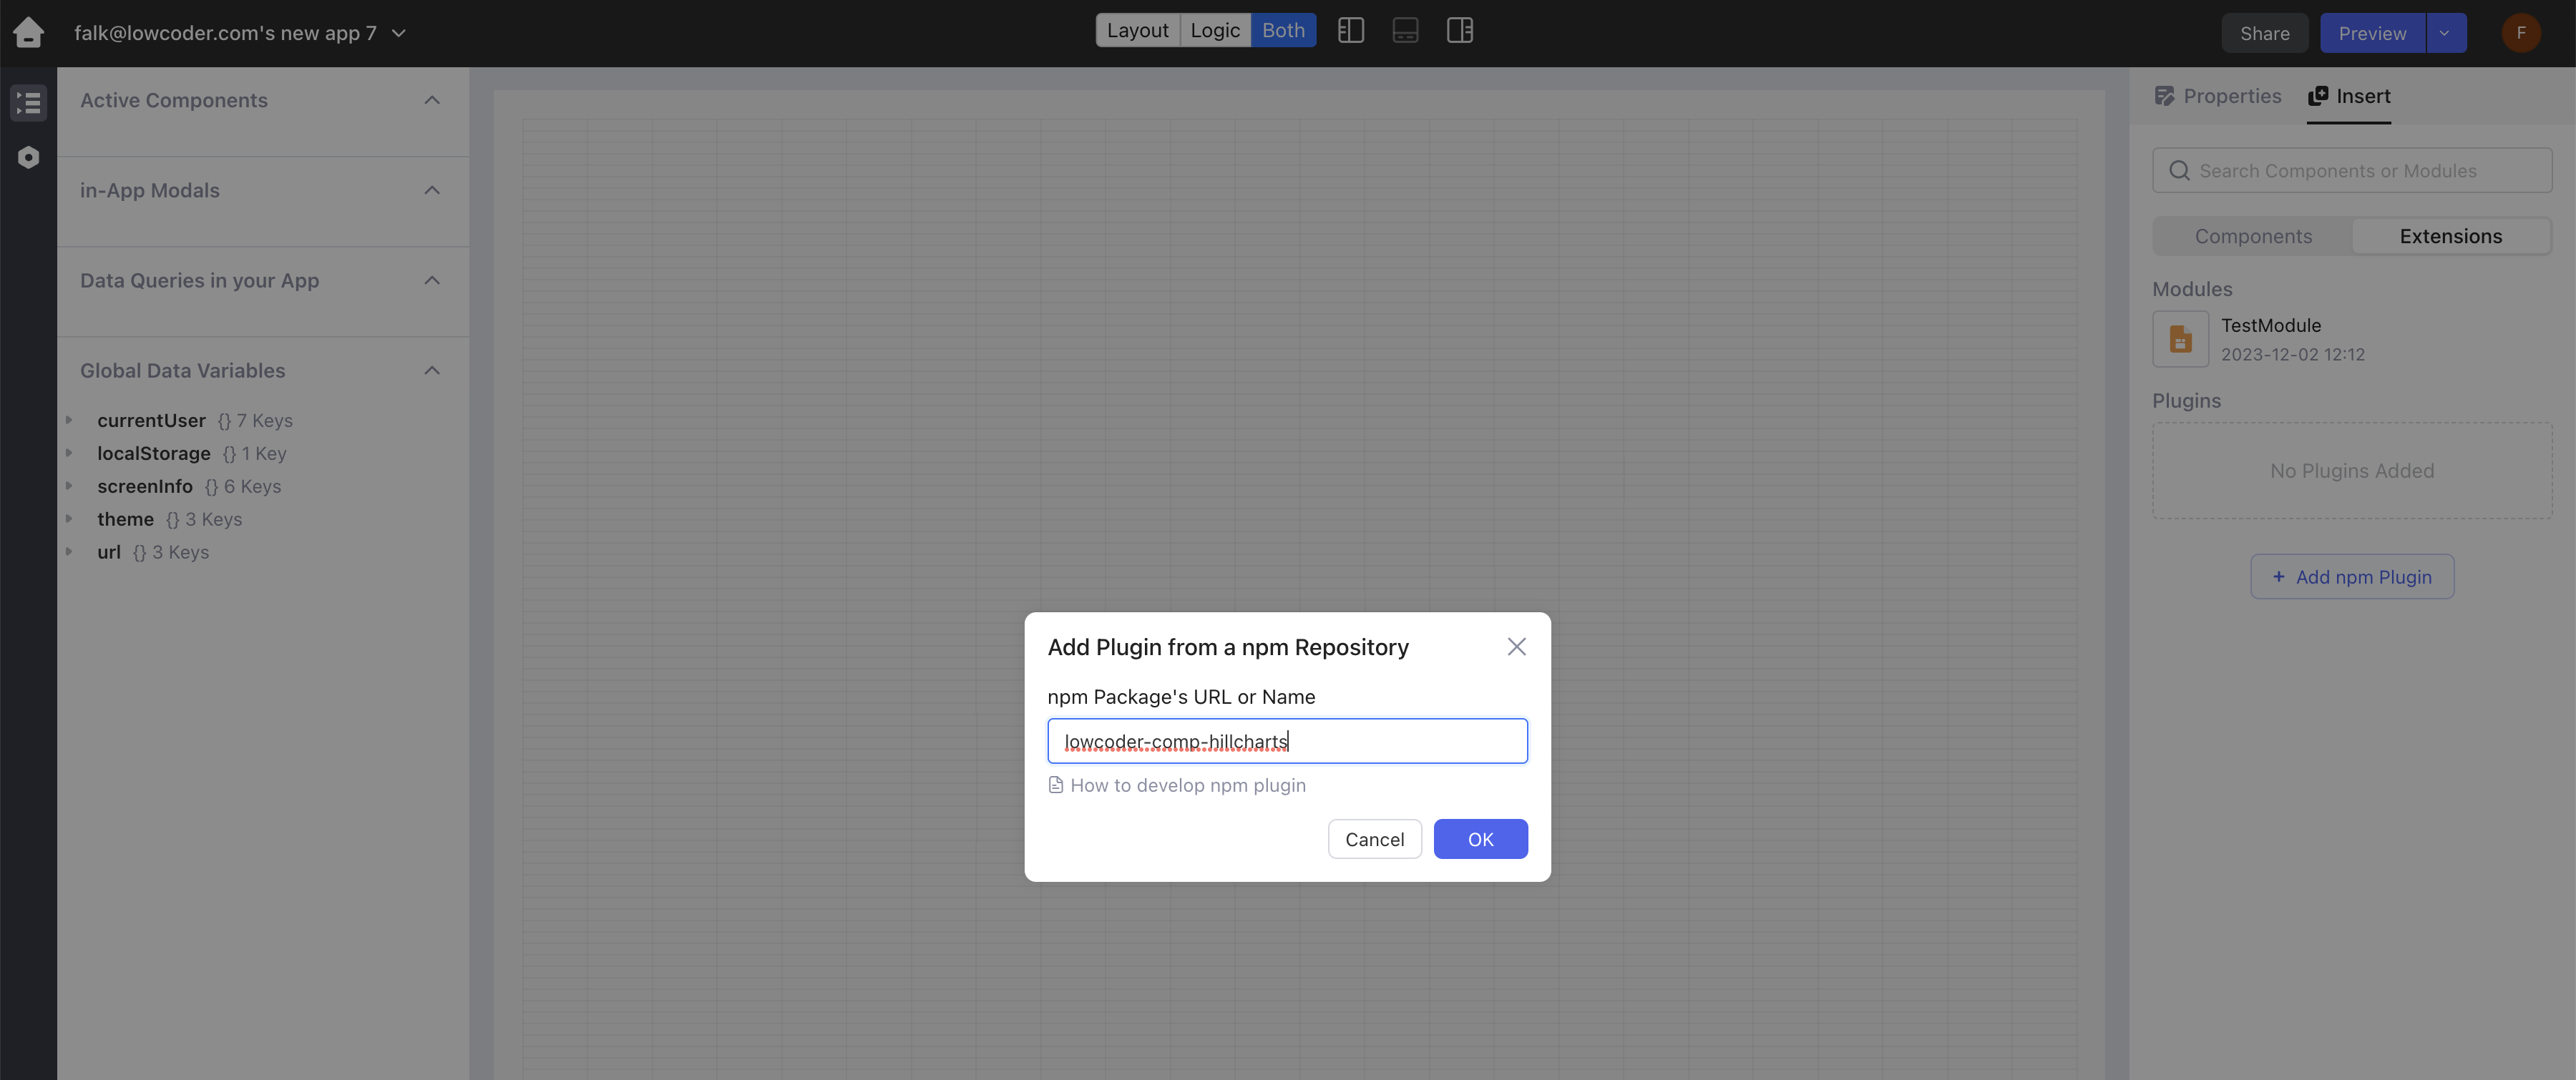 falk@lowcoder.com's new app 7
Layout Logic Both
Share Preview F
Active Components
in-App Modals
Data Queries in your App
Global Data Variables
currentUser {} 7 Keys
localStorage {} 1 Key
screenInfo {} 6 Keys
theme {} 3 Keys
url {} 3 Keys
Add Plugin from a npm Repository
npm Package's URL or Name
lowcoder-comp-hillcharts
How to develop npm plugin
Cancel OK
Properties Insert
Search Components or Modules
Components Extensions
Modules
TestModule
2023-12-02 12:12
Plugins
No Plugins Added
+ Add npm Plugin